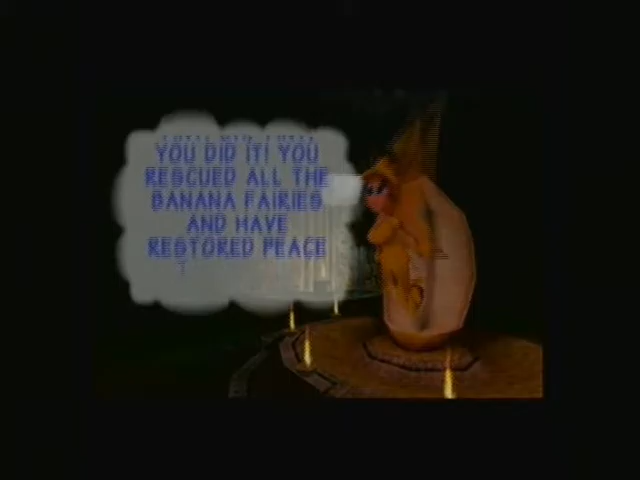 YOU DID IT! YOU
RESCUED ALL THE
BANANA FAIRIES
AND HAVE
RESTORED PEACE